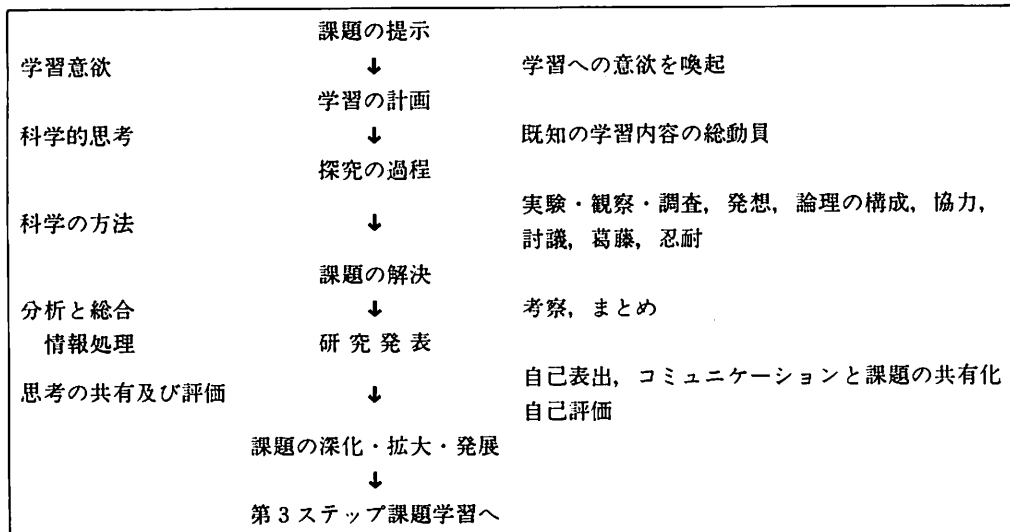 課題の提示
学習意欲 ↓ 学習への意欲を喚起
学習の計画
科学的思考 ↓ 既知の学習内容の総動員
探究の過程
科学の方法 ↓ 実験・観察・調査，発想，論理の構成，協力，
討議，葛藤，忍耐
課題の解決
分析と総合 ↓ 考察，まとめ
情報処理 研究発表
思考の共有及び評価 ↓ 自己表出，コミュニケーションと課題の共有化
自己評価
課題の深化・拡大・発展
↓
第3ステップ課題学習へ